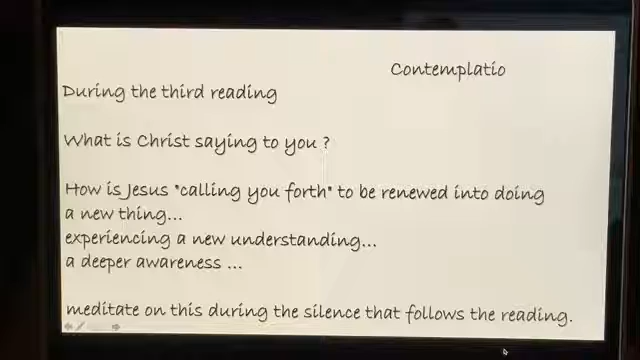 Contemplatio
During the third reading
What is Christ saying to you ?
How is Jesus "calling you forth" to be renewed into doing
a new thing...
experiencing a new understanding...
a deeper awareness ...
meditate on this during the silence that follows the reading.